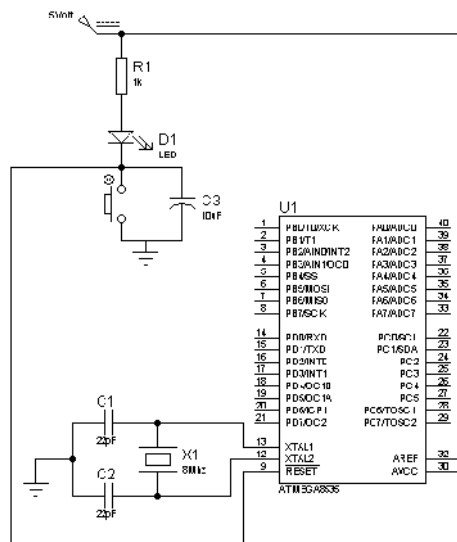 5Volt
R1
1k
D1
LED
C3
10uF
U1
1 PB0/T0/XCK PA0/ADC0 40
2 PB1/T1 PA1/ADC1 39
3 PB2/AIN0/INT2 PA2/ADC2 38
4 PB3/AIN1/OC0 PA3/ADC3 37
5 PB4/SS PA4/ADC4 36
6 PB5/MOSI PA5/ADC5 35
7 PB6/MISO PA6/ADC6 34
8 PB7/SCK PA7/ADC7 33
14 PD0/RXD PC0/SCL 22
15 PD1/TXD PC1/SDA 23
16 PD2/INT0 PC2 24
17 PD3/INT1 PC3 25
18 PD4/OC1B PC4 26
19 PD5/OC1A PC5 27
20 PD6/ICP1 PC6/TOSC1 28
21 PD7/OC2 PC7/TOSC2 29
13 XTAL1
12 XTAL2 AREF 32
9 RESET AVCC 30
ATMEGA8535
C1
22pF
X1
8Mhz
C2
22pF